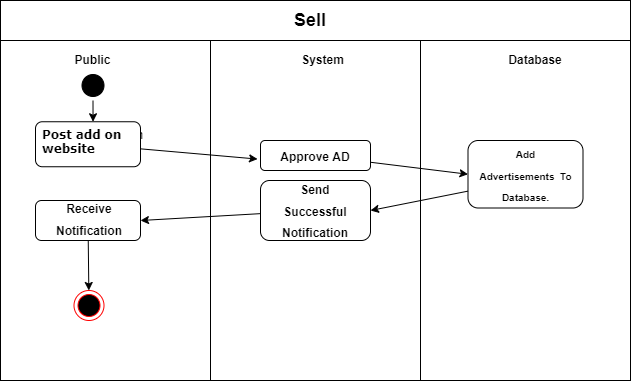 Sell
Public
System
Database
Post add on
website
Approve AD
Add
Advertisements To
Database.
Send
Successful
Notification
Receive
Notification